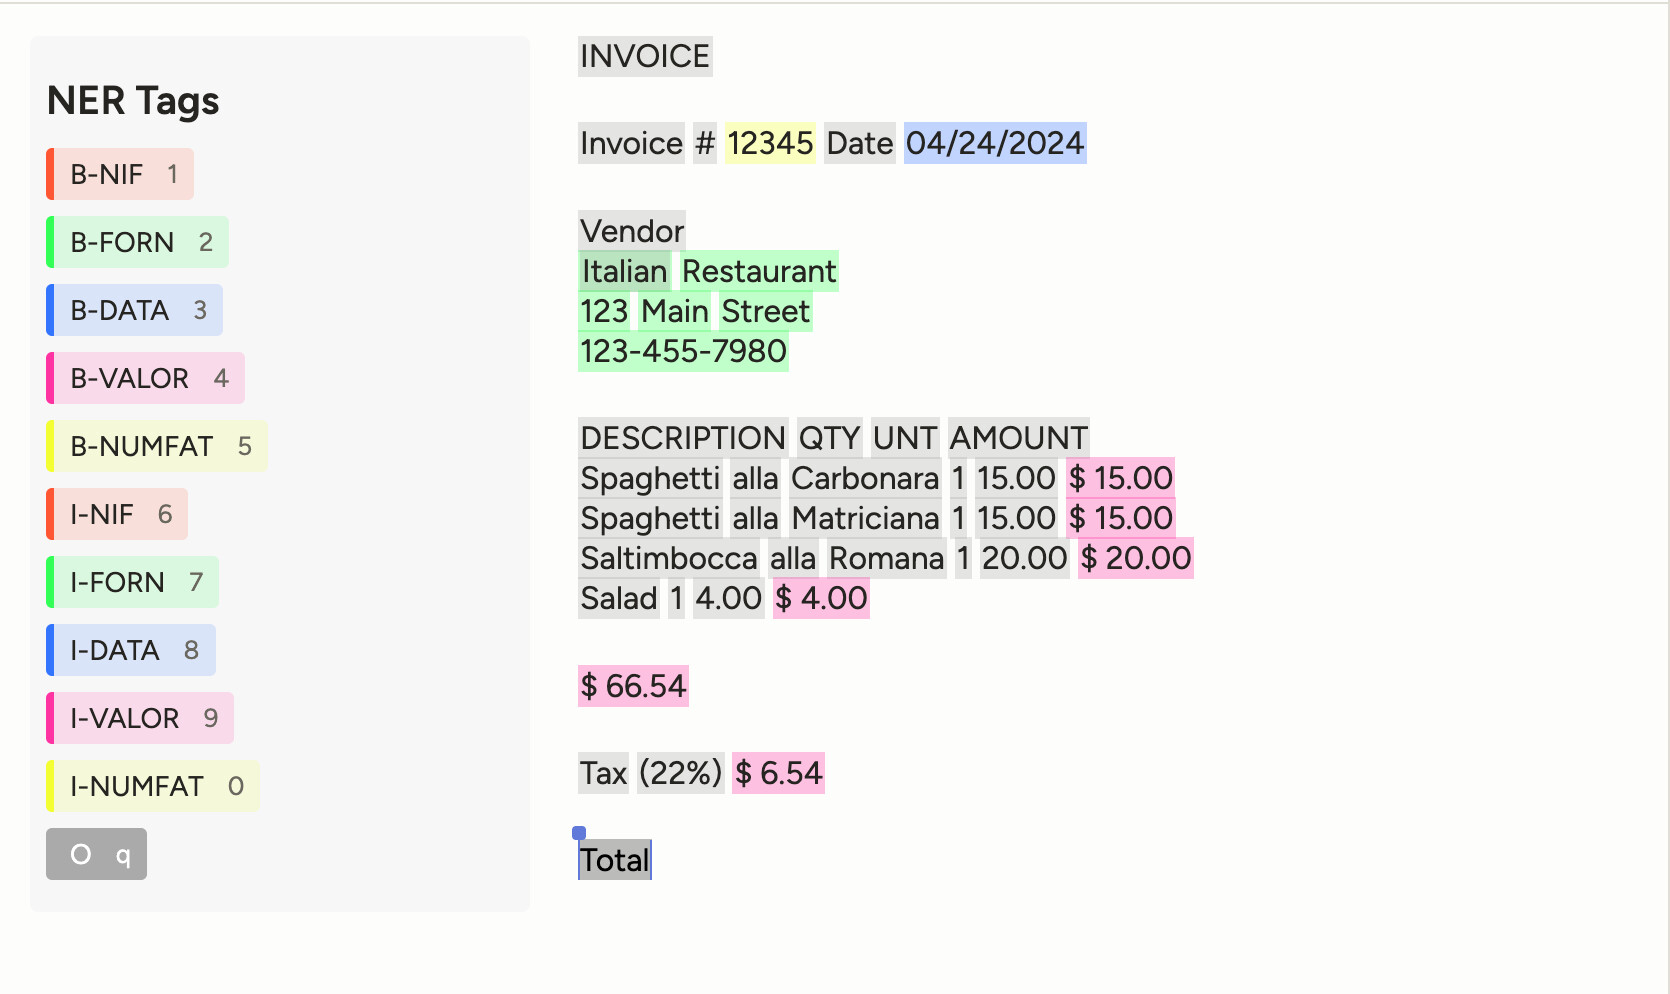 NER Tags
B-NIF 1
B-FORN 2
B-DATA 3
B-VALOR 4
B-NUMFAT 5
I-NIF 6
I-FORN 7
I-DATA 8
I-VALOR 9
I-NUMFAT 0
O q
INVOICE
Invoice # 12345 Date 04/24/2024
Vendor
Italian Restaurant
123 Main Street
123-455-7980
DESCRIPTION QTY UNT AMOUNT
Spaghetti alla Carbonara 1 15.00 $ 15.00
Spaghetti alla Matriciana 1 15.00 $ 15.00
Saltimbocca alla Romana 1 20.00 $ 20.00
Salad 1 4.00 $ 4.00
$ 66.54
Tax (22%) $ 6.54
Total